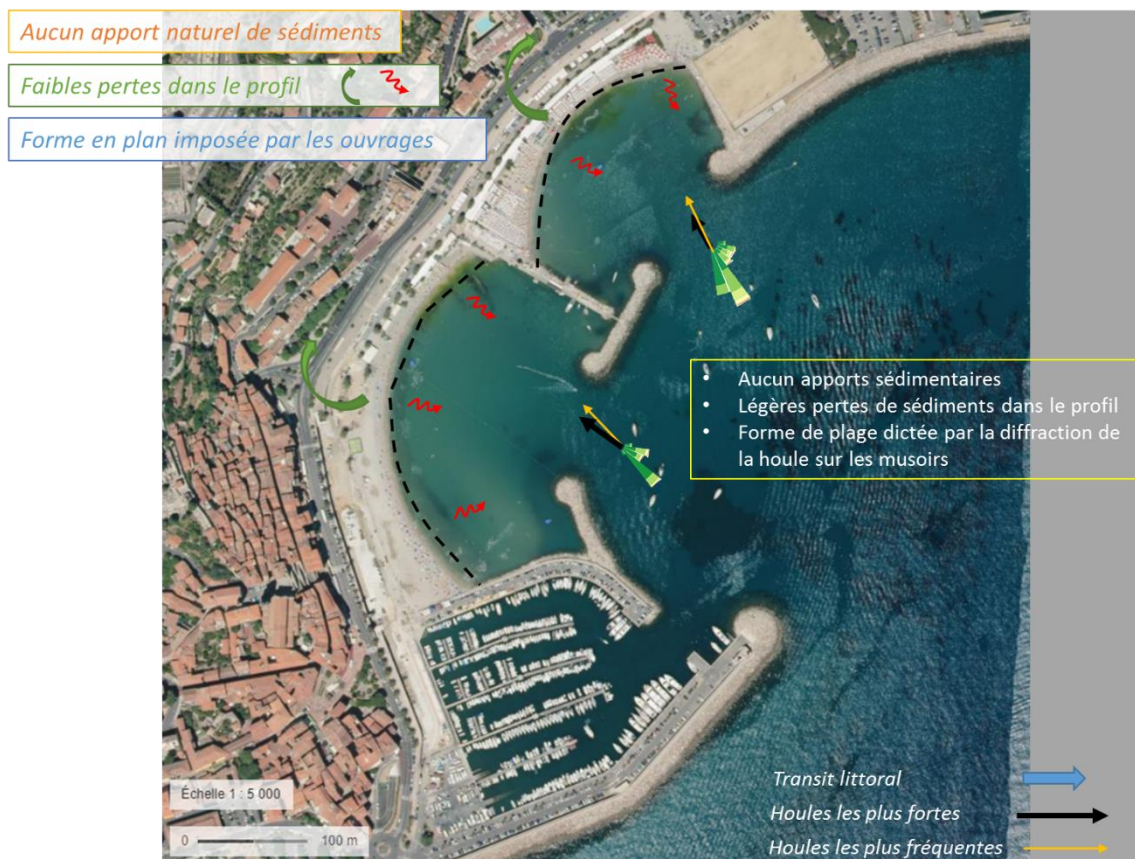 Aucun apport naturel de sédiments
Faibles pertes dans le profil
Forme en plan imposée par les ouvrages
• Aucun apports sédimentaires
• Légères pertes de sédiments dans le profil
• Forme de plage dictée par la diffraction de
la houle sur les musoirs
Échelle 1 : 5 000
0 100 m
Transit littoral
Houles les plus fortes
Houles les plus fréquentes